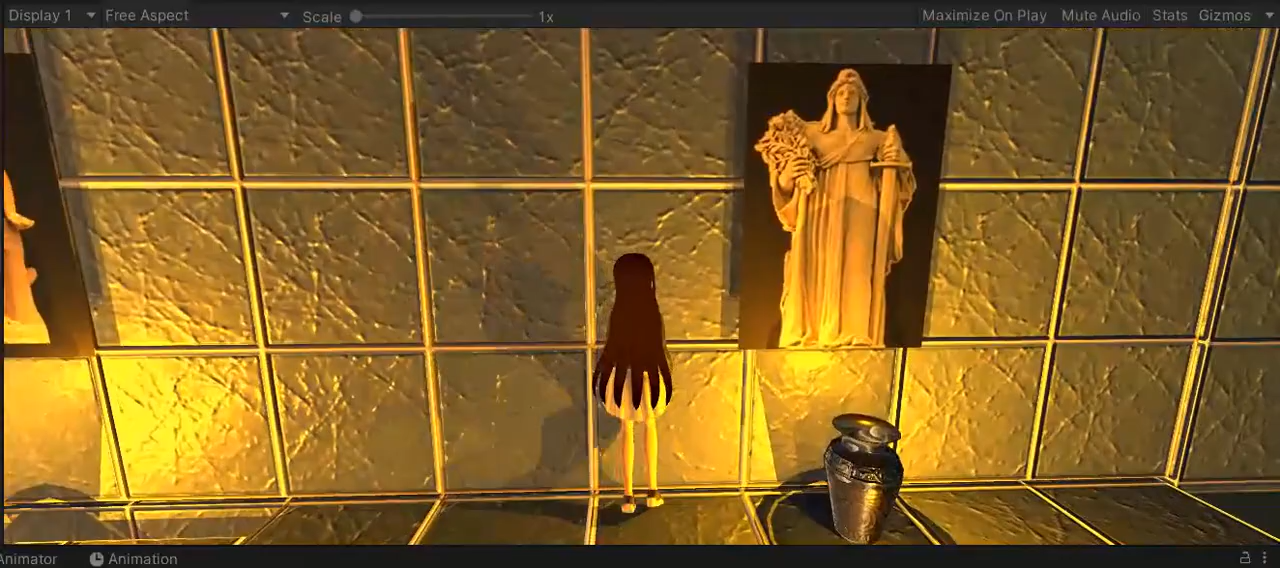 Display 1 Free Aspect Scale 1x Maximize On Play Mute Audio Stats Gizmos
Animator Animation